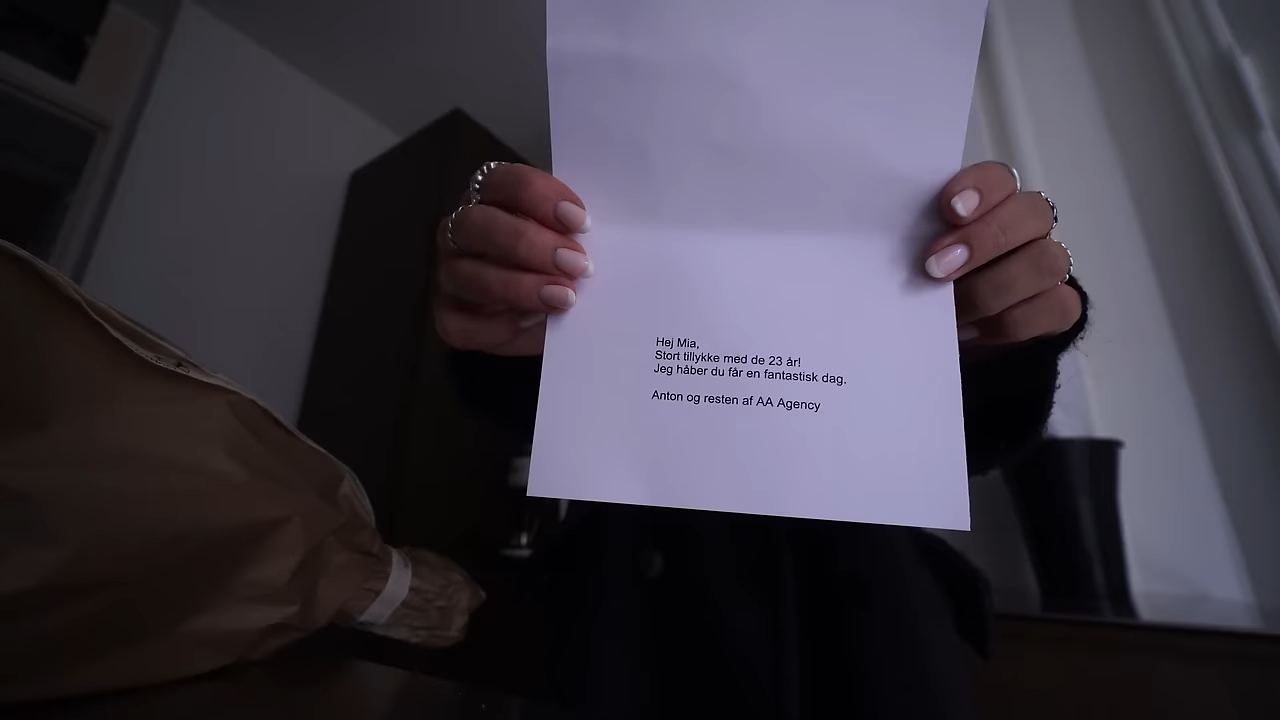 Hej Mia,
Stort tillykke med de 23 år!
Jeg håber du får en fantastisk dag.
Anton og resten af AA Agency